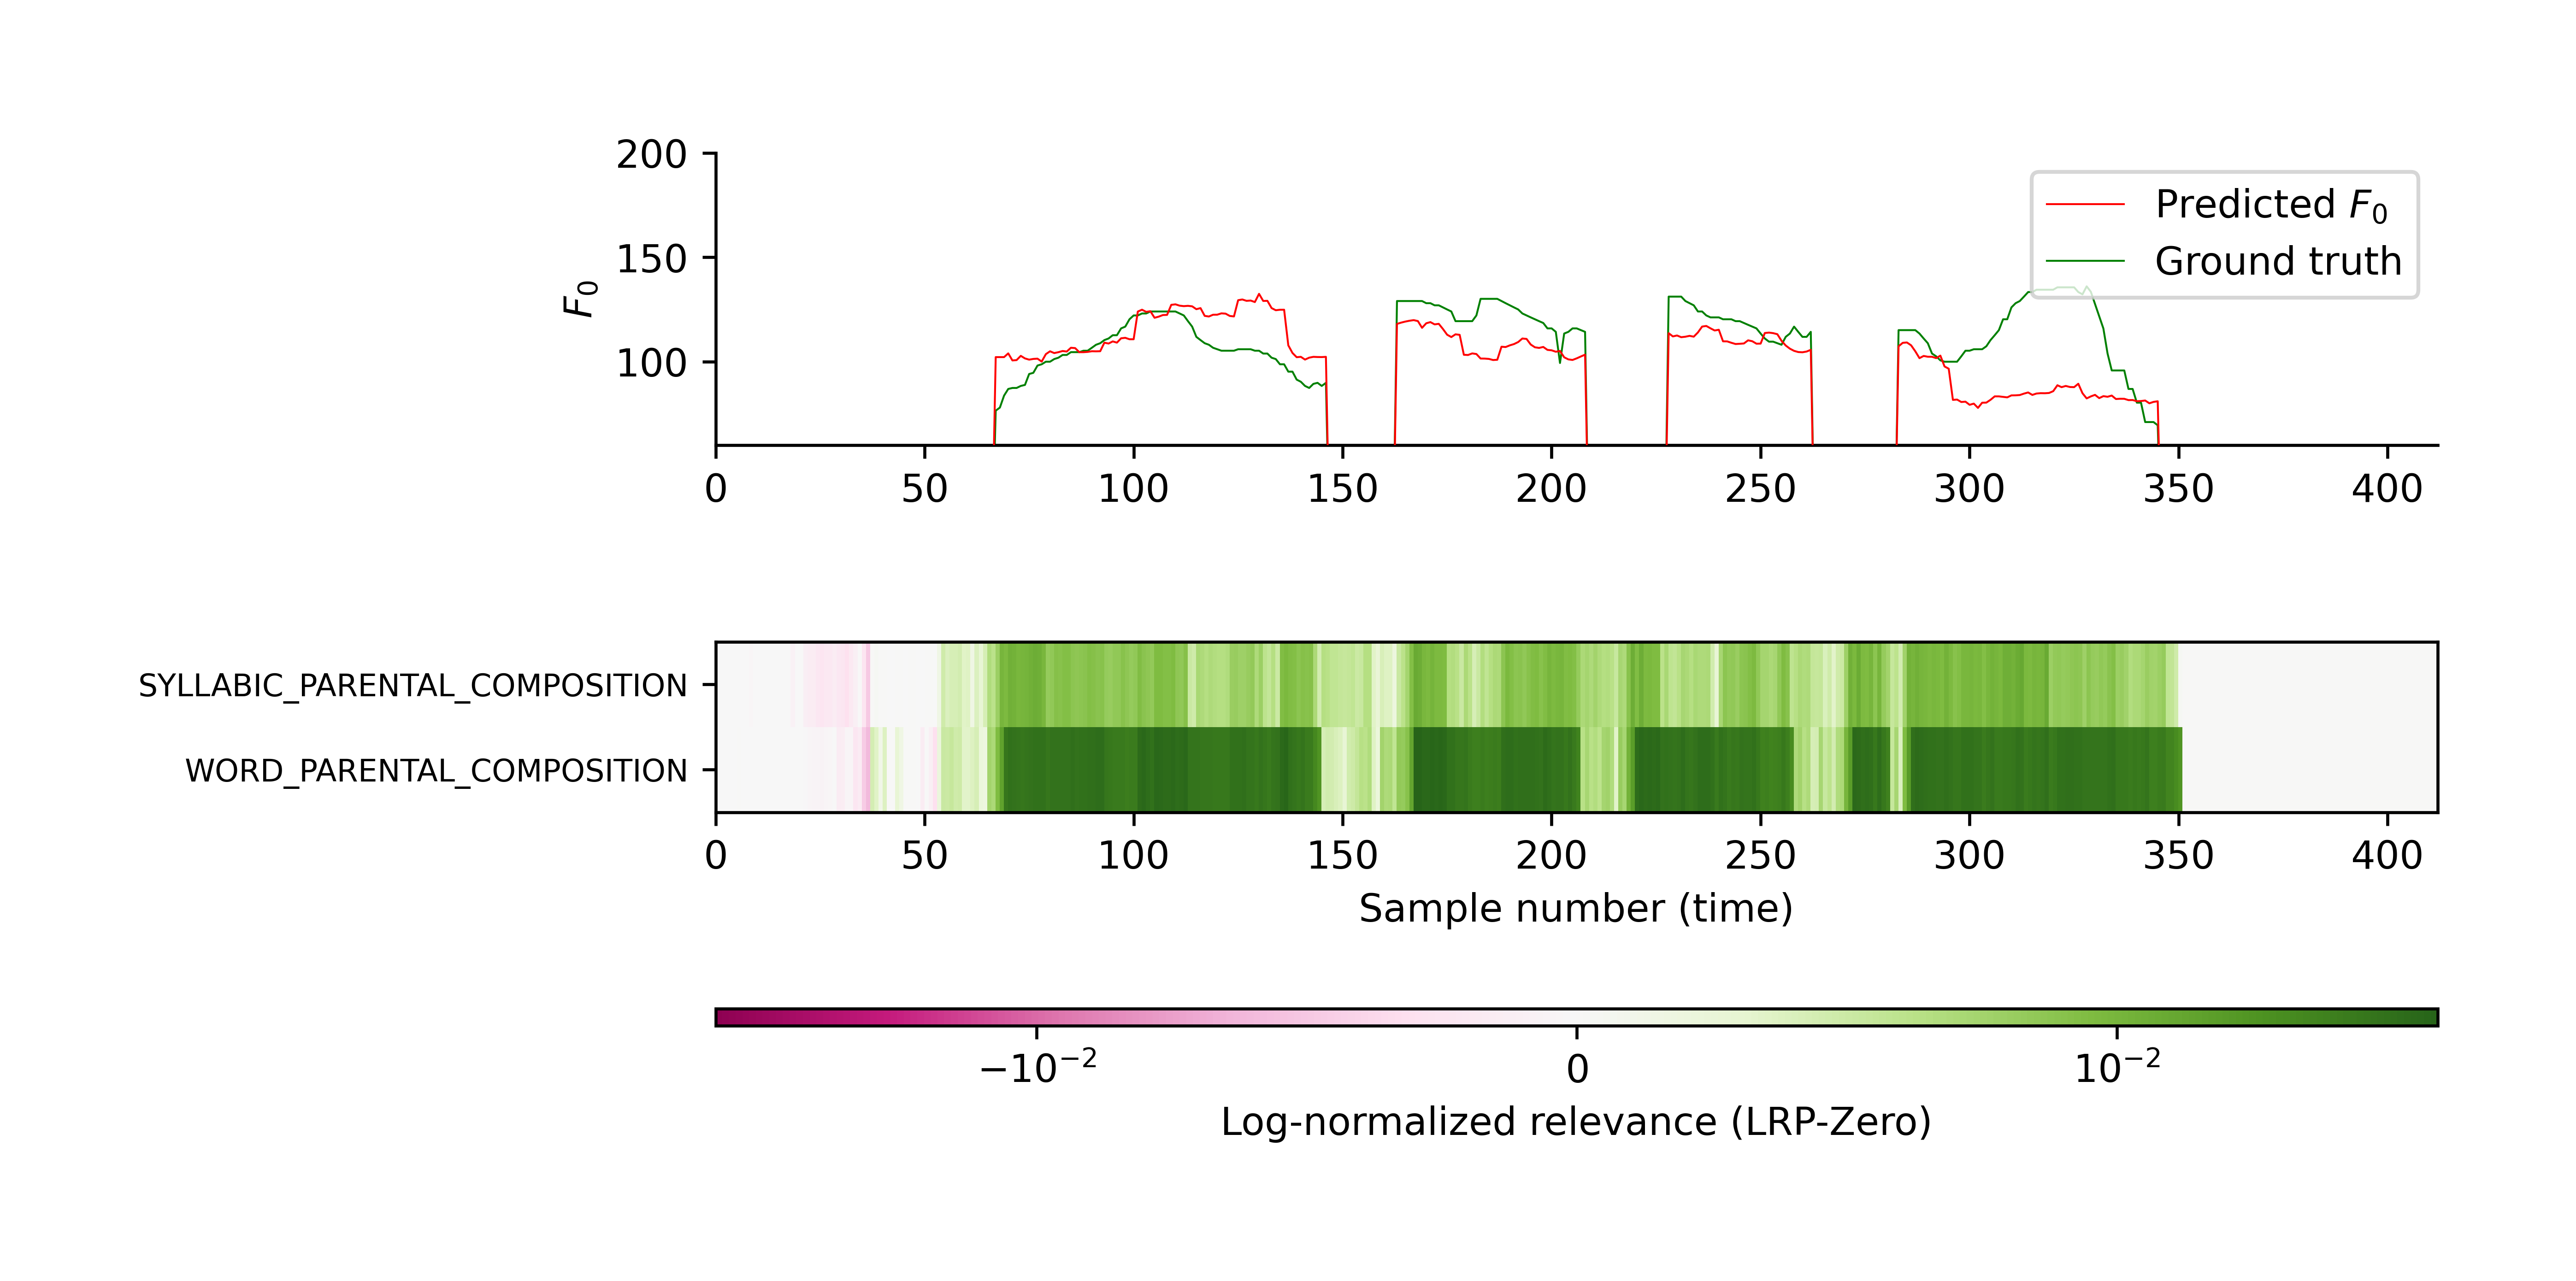 200
150
100
F₀
Predicted F₀
Ground truth
0 50 100 150 200 250 300 350 400
SYLLABIC_PARENTAL_COMPOSITION
WORD_PARENTAL_COMPOSITION
0 50 100 150 200 250 300 350 400
Sample number (time)
−10⁻² 0 10⁻²
Log-normalized relevance (LRP-Zero)